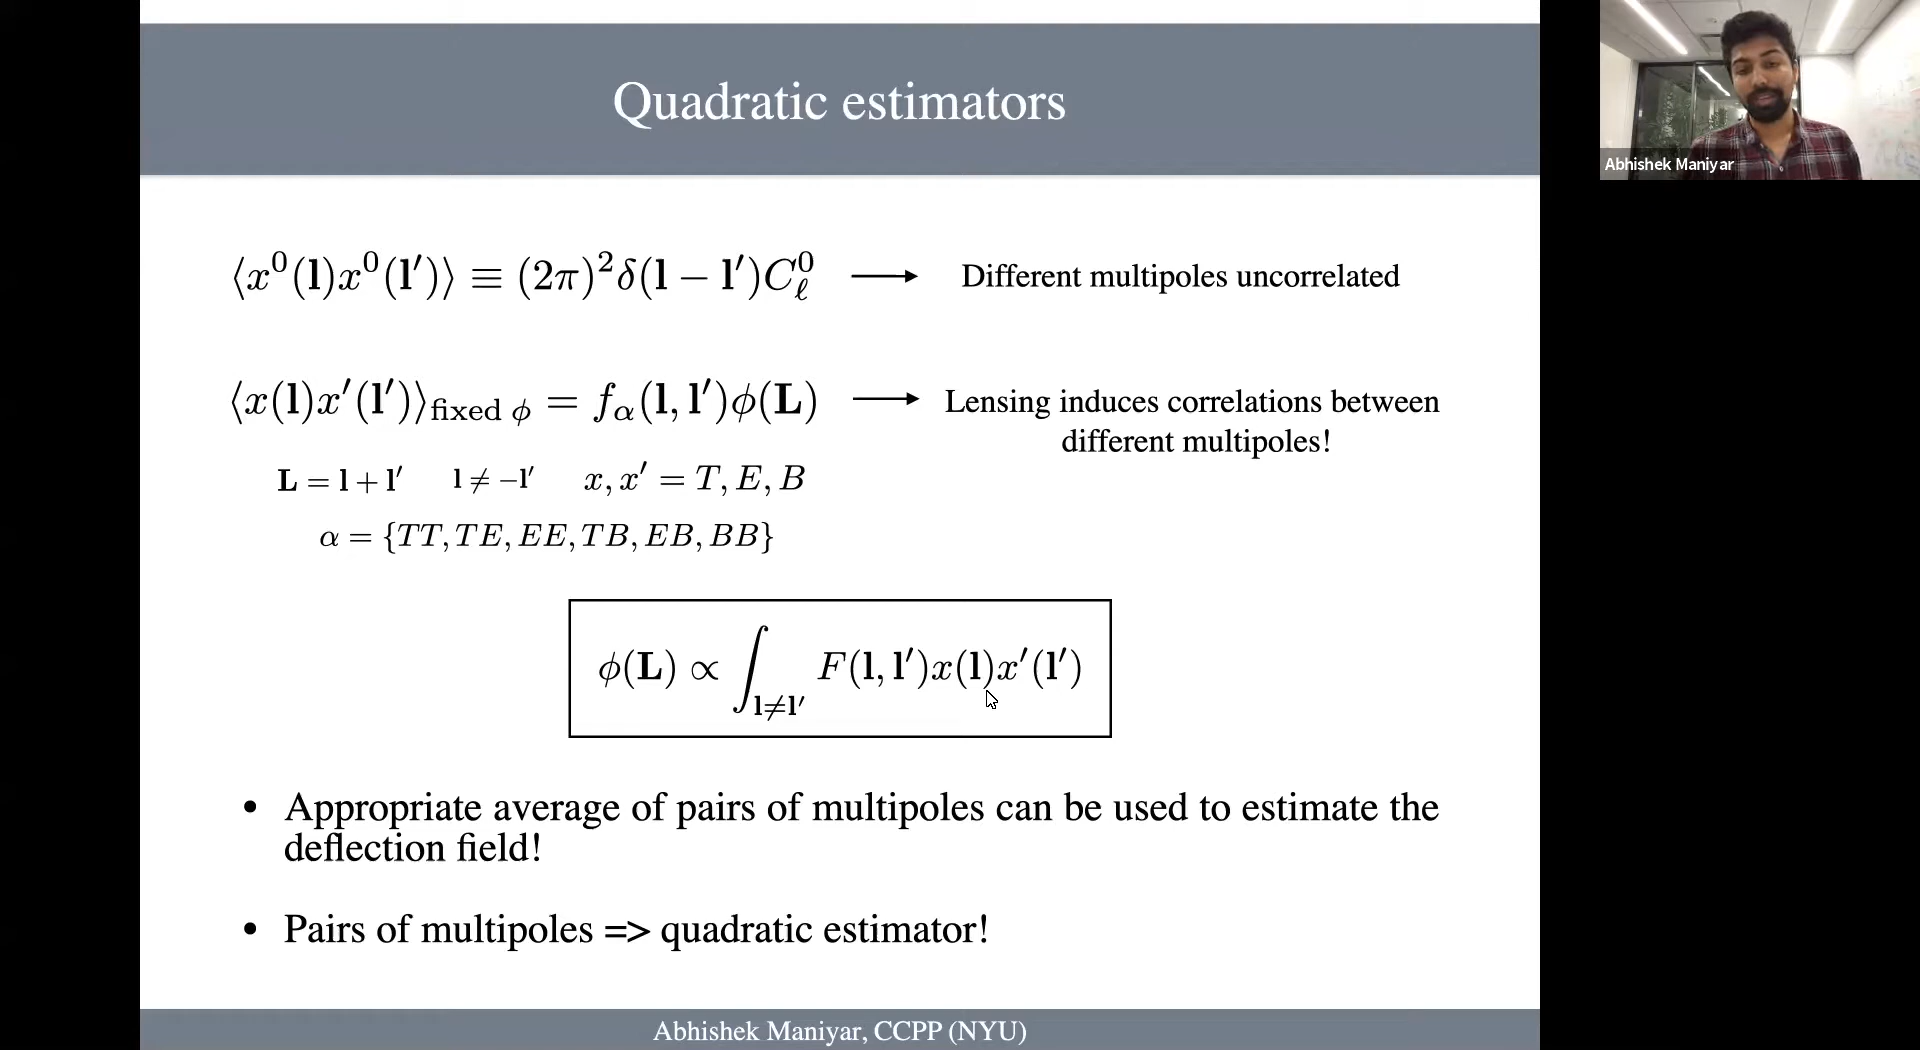 Quadratic estimators
Abhishek Maniyar
⟨x⁰(l)x⁰(l′)⟩ ≡ (2π)²δ(l − l′)C⁰_ℓ ⟶ Different multipoles uncorrelated
⟨x(l)x′(l′)⟩_fixed ϕ = f_α(l, l′)ϕ(L) ⟶ Lensing induces correlations between
different multipoles!
L = l + l′ l ≠ −l′ x, x′ = T, E, B
α = {TT, TE, EE, TB, EB, BB}
ϕ(L) ∝ ∫_l≠l′ F(l, l′)x(l)x′(l′)
• Appropriate average of pairs of multipoles can be used to estimate the
deflection field!
• Pairs of multipoles => quadratic estimator!
Abhishek Maniyar, CCPP (NYU)